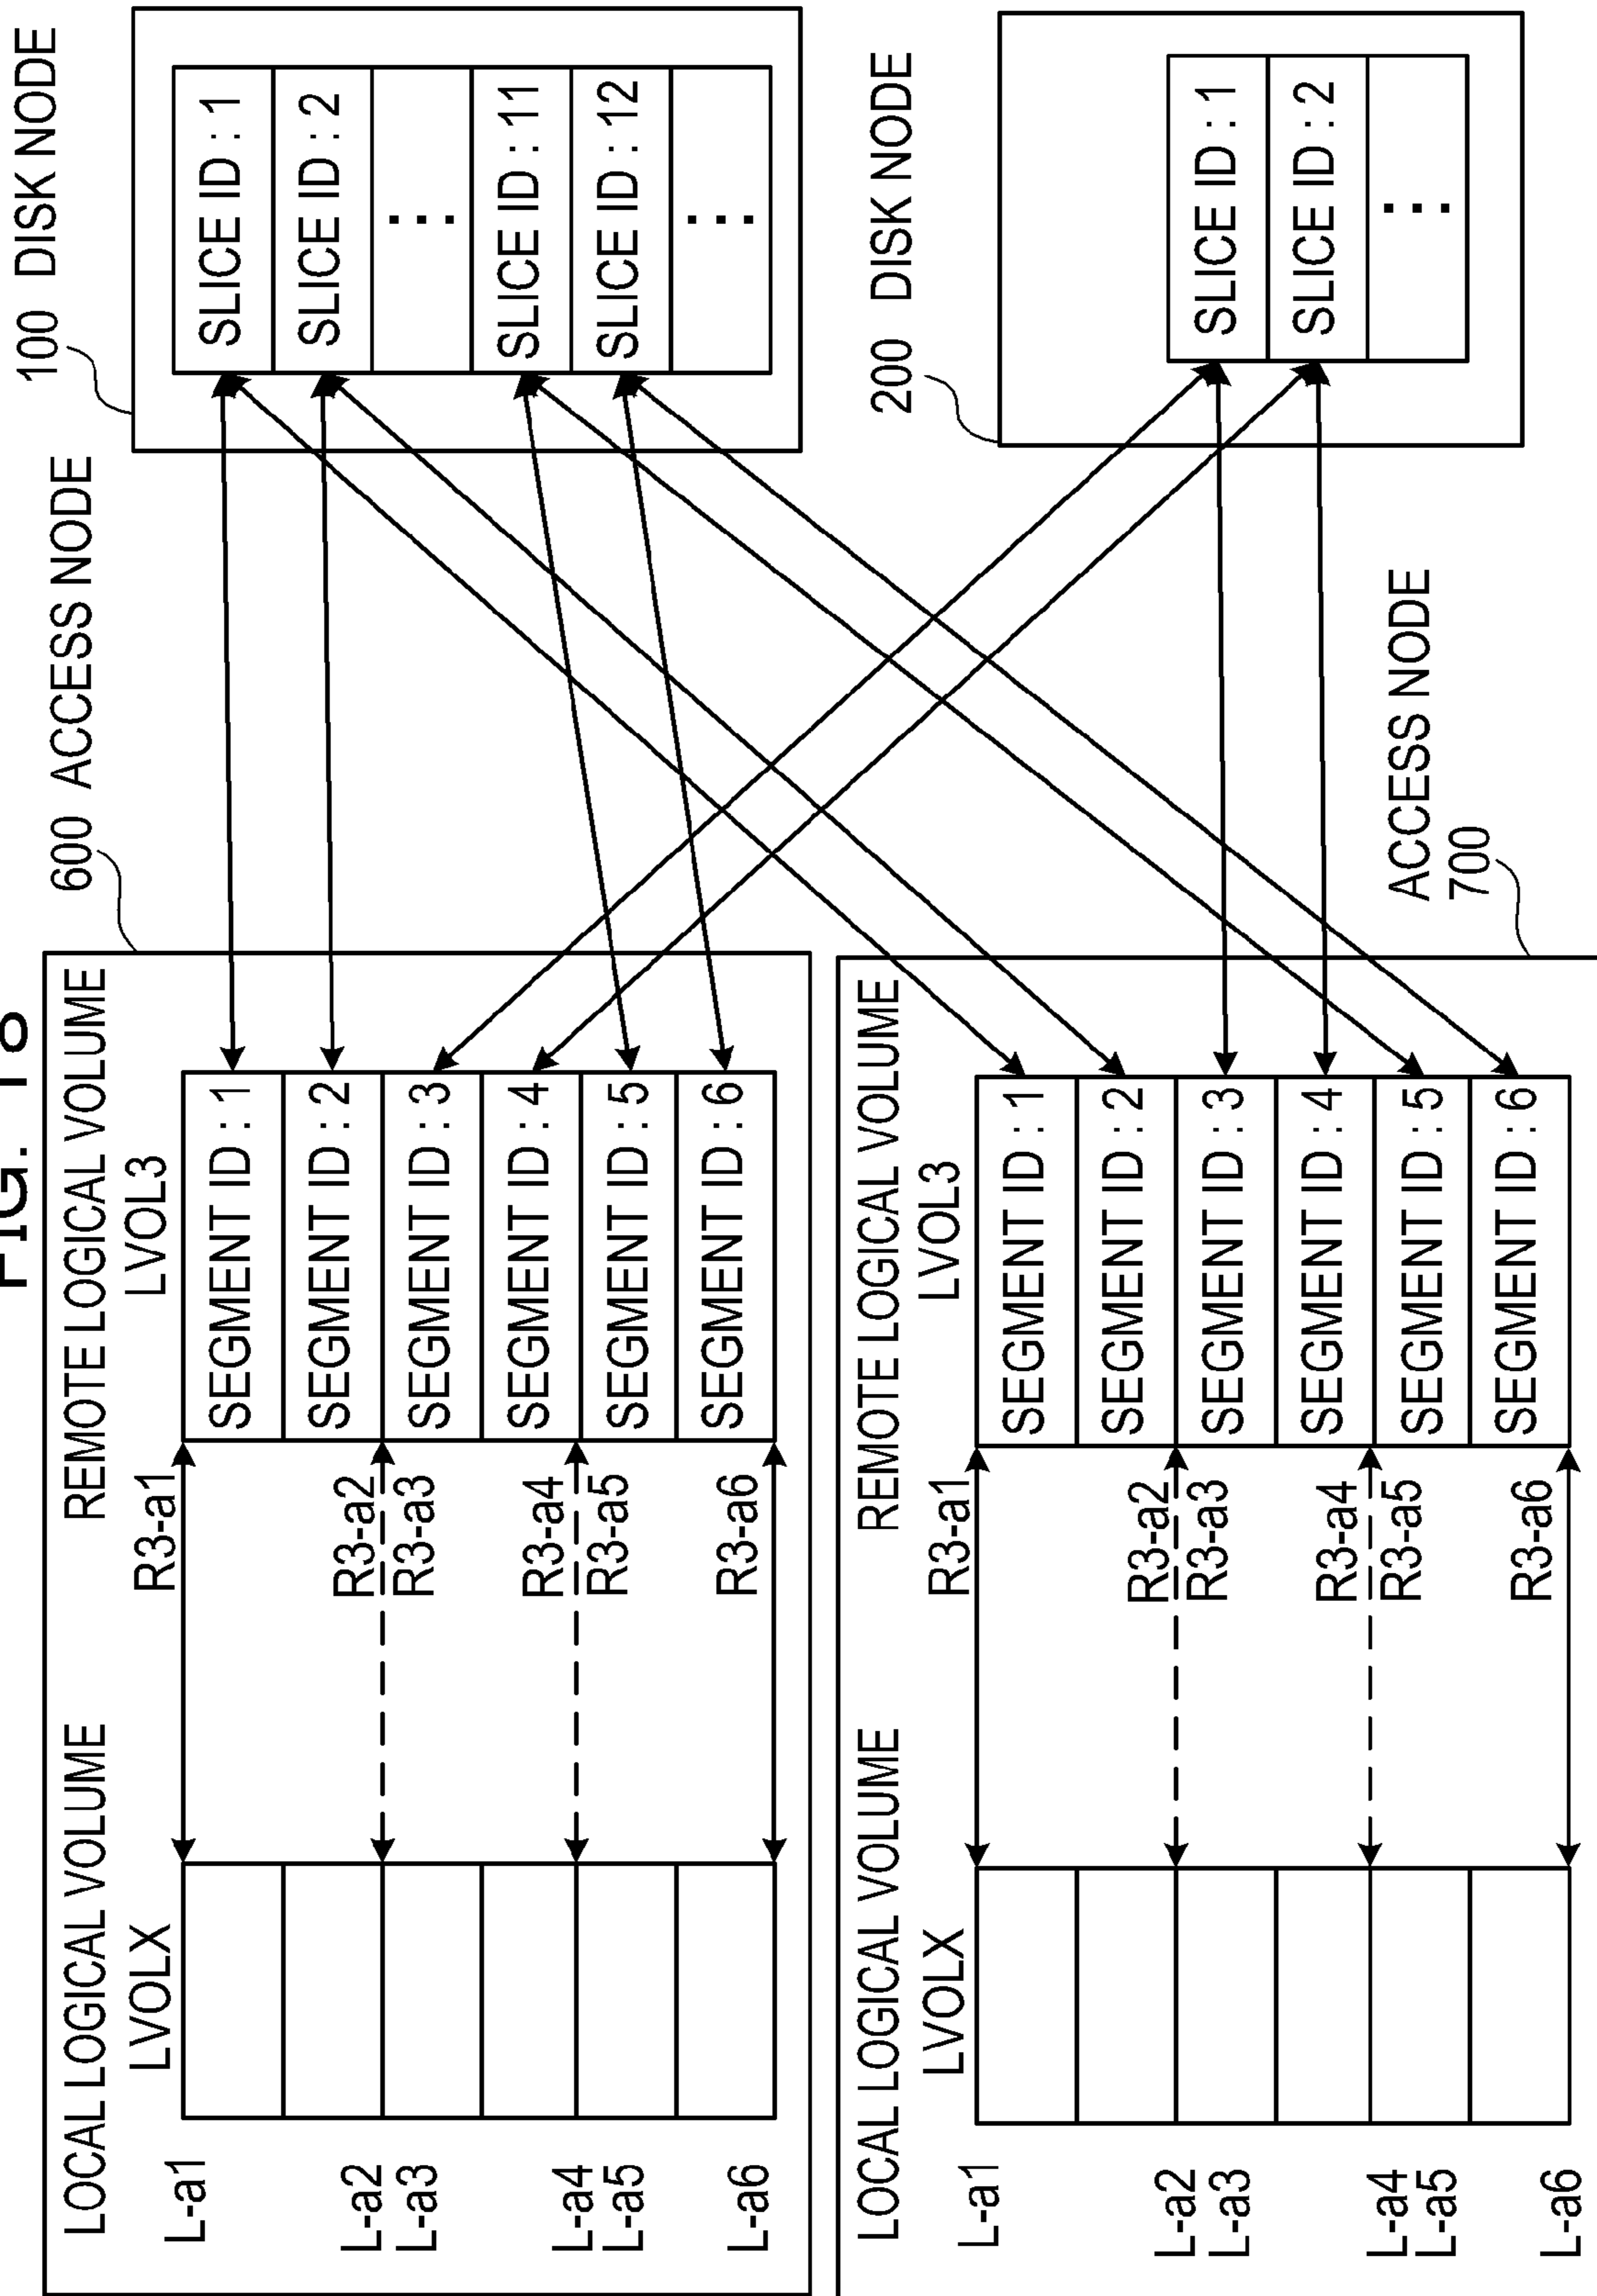 FIG.
LOCAL LOGICAL VOLUME
REMOTE LOGICAL VOLUME
600 ACCESS NODE
LVOLX
LVOL3
L-a1
R3-a1
SEGMENT ID : 1
SEGMENT ID : 2
L-a2
R3-a2
L-a3
R3-a3
SEGMENT ID : 3
SEGMENT ID : 4
L-a4
R3-a4
L-a5
R3-a5
SEGMENT ID : 5
SEGMENT ID : 6
L-a6
R3-a6
100 DISK NODE
SLICE ID : 1
SLICE ID : 2
...
SLICE ID : 11
SLICE ID : 12
...
LOCAL LOGICAL VOLUME
REMOTE LOGICAL VOLUME
LVOLX
LVOL3
L-a1
R3-a1
SEGMENT ID : 1
SEGMENT ID : 2
L-a2
R3-a2
L-a3
R3-a3
SEGMENT ID : 3
SEGMENT ID : 4
L-a4
R3-a4
L-a5
R3-a5
SEGMENT ID : 5
SEGMENT ID : 6
L-a6
R3-a6
ACCESS NODE
700
200 DISK NODE
SLICE ID : 1
SLICE ID : 2
...